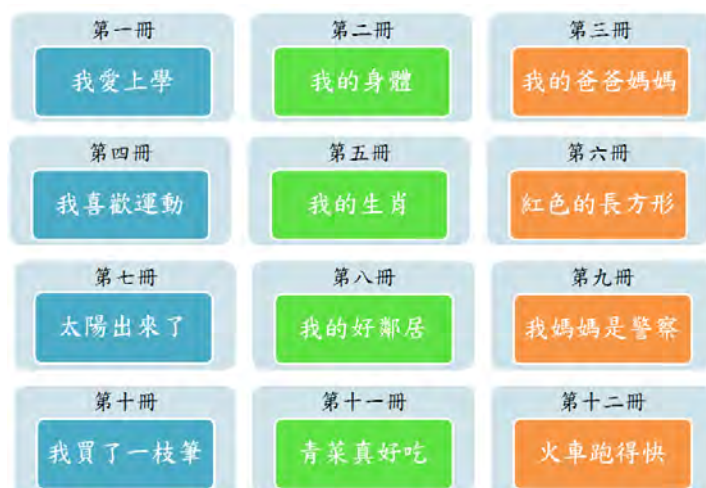 第一冊
我愛上學
第二冊
我的身體
第三冊
我的爸爸媽媽
第四冊
我喜歡運動
第五冊
我的生肖
第六冊
紅色的長方形
第七冊
太陽出來了
第八冊
我的好鄰居
第九冊
我媽媽是警察
第十冊
我買了一枝筆
第十一冊
青菜真好吃
第十二冊
火車跑得快